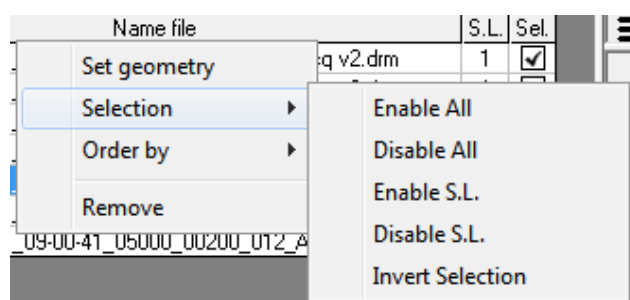 Name file S.L. Sel.
Set geometry q v2.drm 1
Selection Enable All
Order by Disable All
Enable S.L.
Remove Disable S.L.
_09-00-41_05000_00200_012_A
Invert Selection